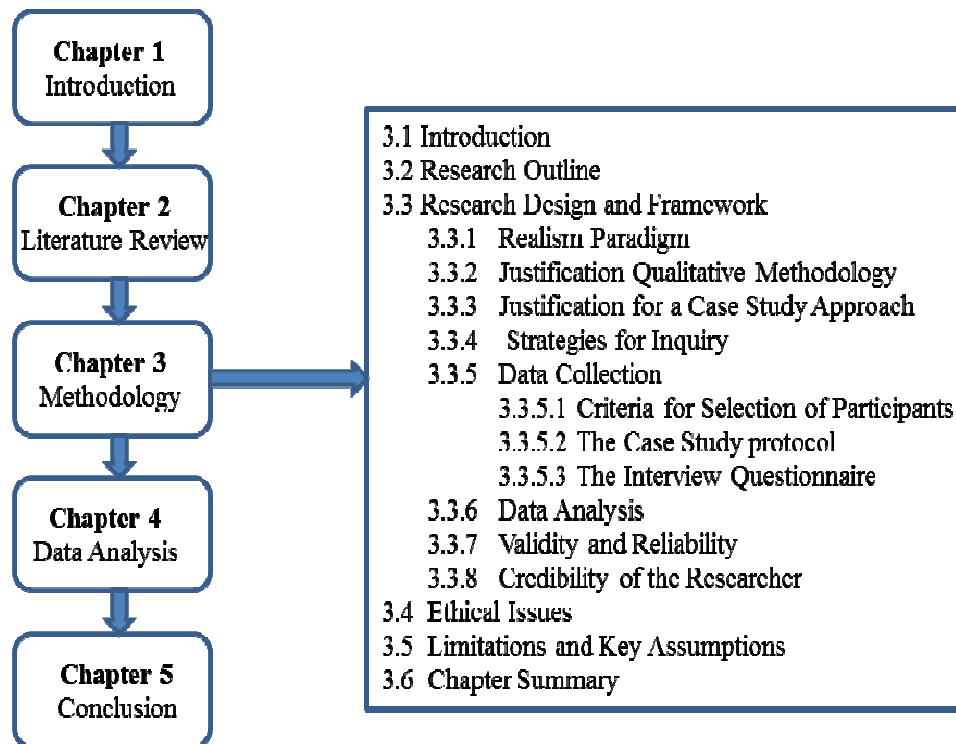 Chapter 1
Introduction
Chapter 2
Literature Review
Chapter 3
Methodology
Chapter 4
Data Analysis
Chapter 5
Conclusion
3.1 Introduction
3.2 Research Outline
3.3 Research Design and Framework
3.3.1 Realism Paradigm
3.3.2 Justification Qualitative Methodology
3.3.3 Justification for a Case Study Approach
3.3.4 Strategies for Inquiry
3.3.5 Data Collection
3.3.5.1 Criteria for Selection of Participants
3.3.5.2 The Case Study protocol
3.3.5.3 The Interview Questionnaire
3.3.6 Data Analysis
3.3.7 Validity and Reliability
3.3.8 Credibility of the Researcher
3.4 Ethical Issues
3.5 Limitations and Key Assumptions
3.6 Chapter Summary